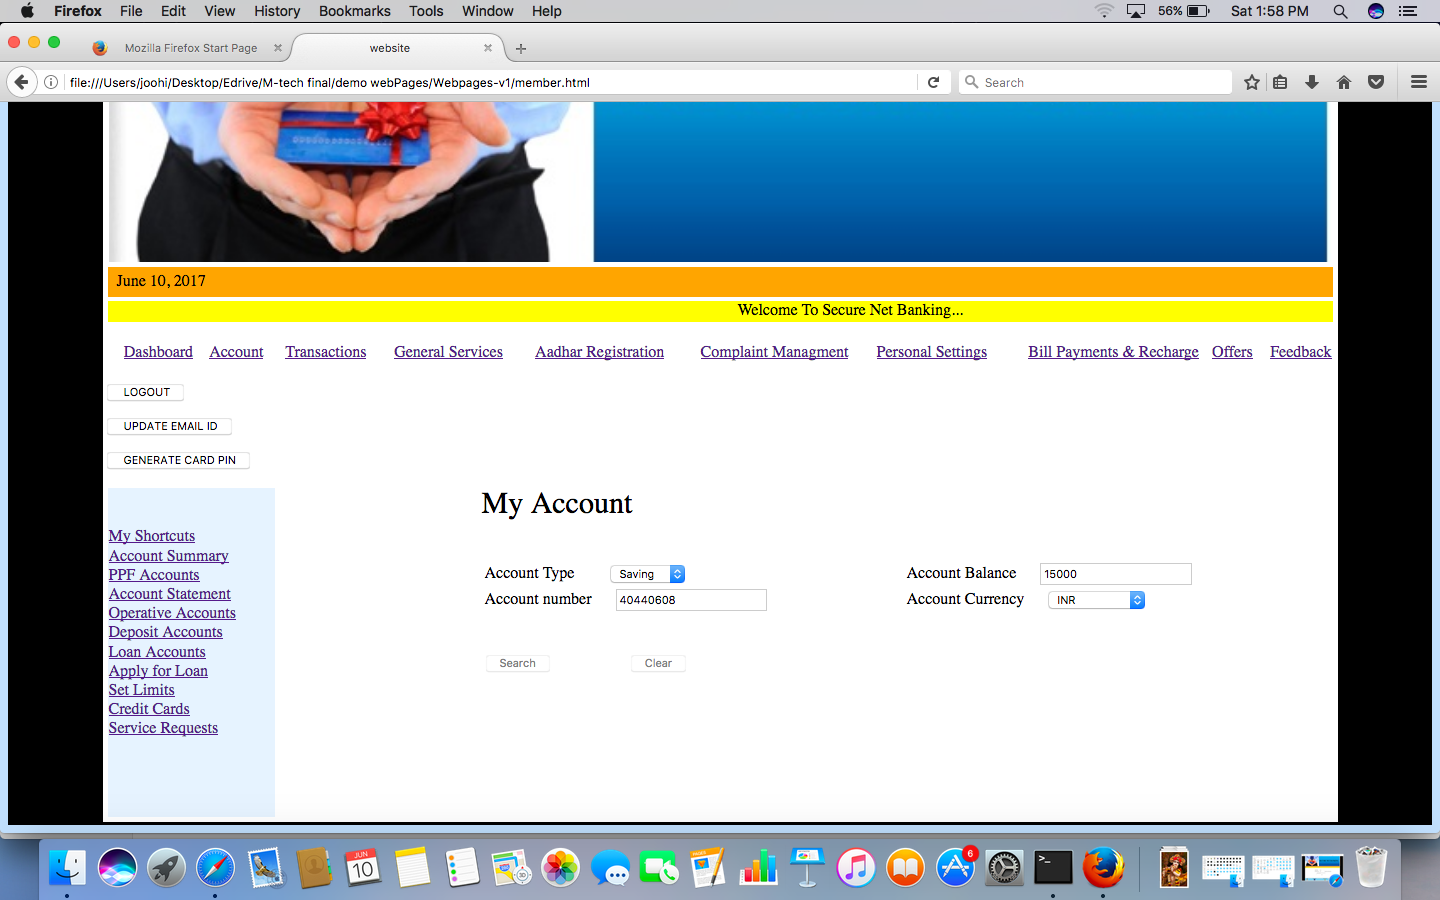 Firefox File Edit View History Bookmarks Tools Window Help 56% Sat 1:58 PM
Mozilla Firefox Start Page website
file:///Users/joohi/Desktop/Edrive/M-tech final/demo webPages/Webpages-v1/member.html Search
June 10, 2017
Welcome To Secure Net Banking...
Dashboard Account Transactions General Services Aadhar Registration Complaint Managment Personal Settings Bill Payments & Recharge Offers Feedback
LOGOUT
UPDATE EMAIL ID
GENERATE CARD PIN
My Account
My Shortcuts
Account Summary
PPF Accounts
Account Statement
Operative Accounts
Deposit Accounts
Loan Accounts
Apply for Loan
Set Limits
Credit Cards
Service Requests
Account Type Saving Account Balance 15000
Account number 40440608 Account Currency INR
Search Clear
JUN
10
6